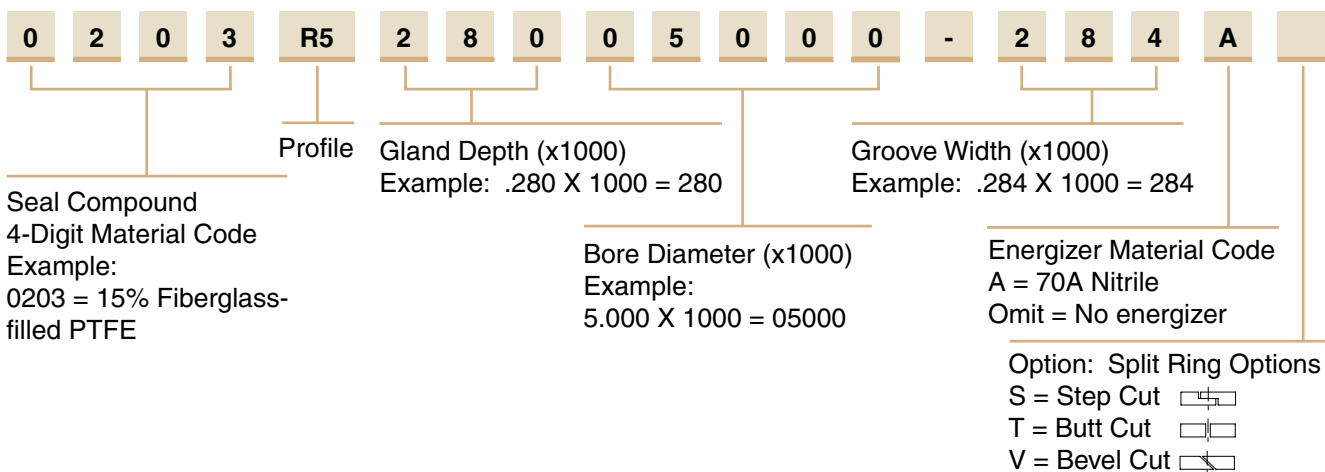 0 2 0 3 R5 2 8 0 0 5 0 0 0 - 2 8 4 A
Profile
Gland Depth (x1000)
Example: .280 X 1000 = 280
Groove Width (x1000)
Example: .284 X 1000 = 284
Seal Compound
4-Digit Material Code
Example:
0203 = 15% Fiberglass-
filled PTFE
Bore Diameter (x1000)
Example:
5.000 X 1000 = 05000
Energizer Material Code
A = 70A Nitrile
Omit = No energizer
Option: Split Ring Options
S = Step Cut
T = Butt Cut
V = Bevel Cut